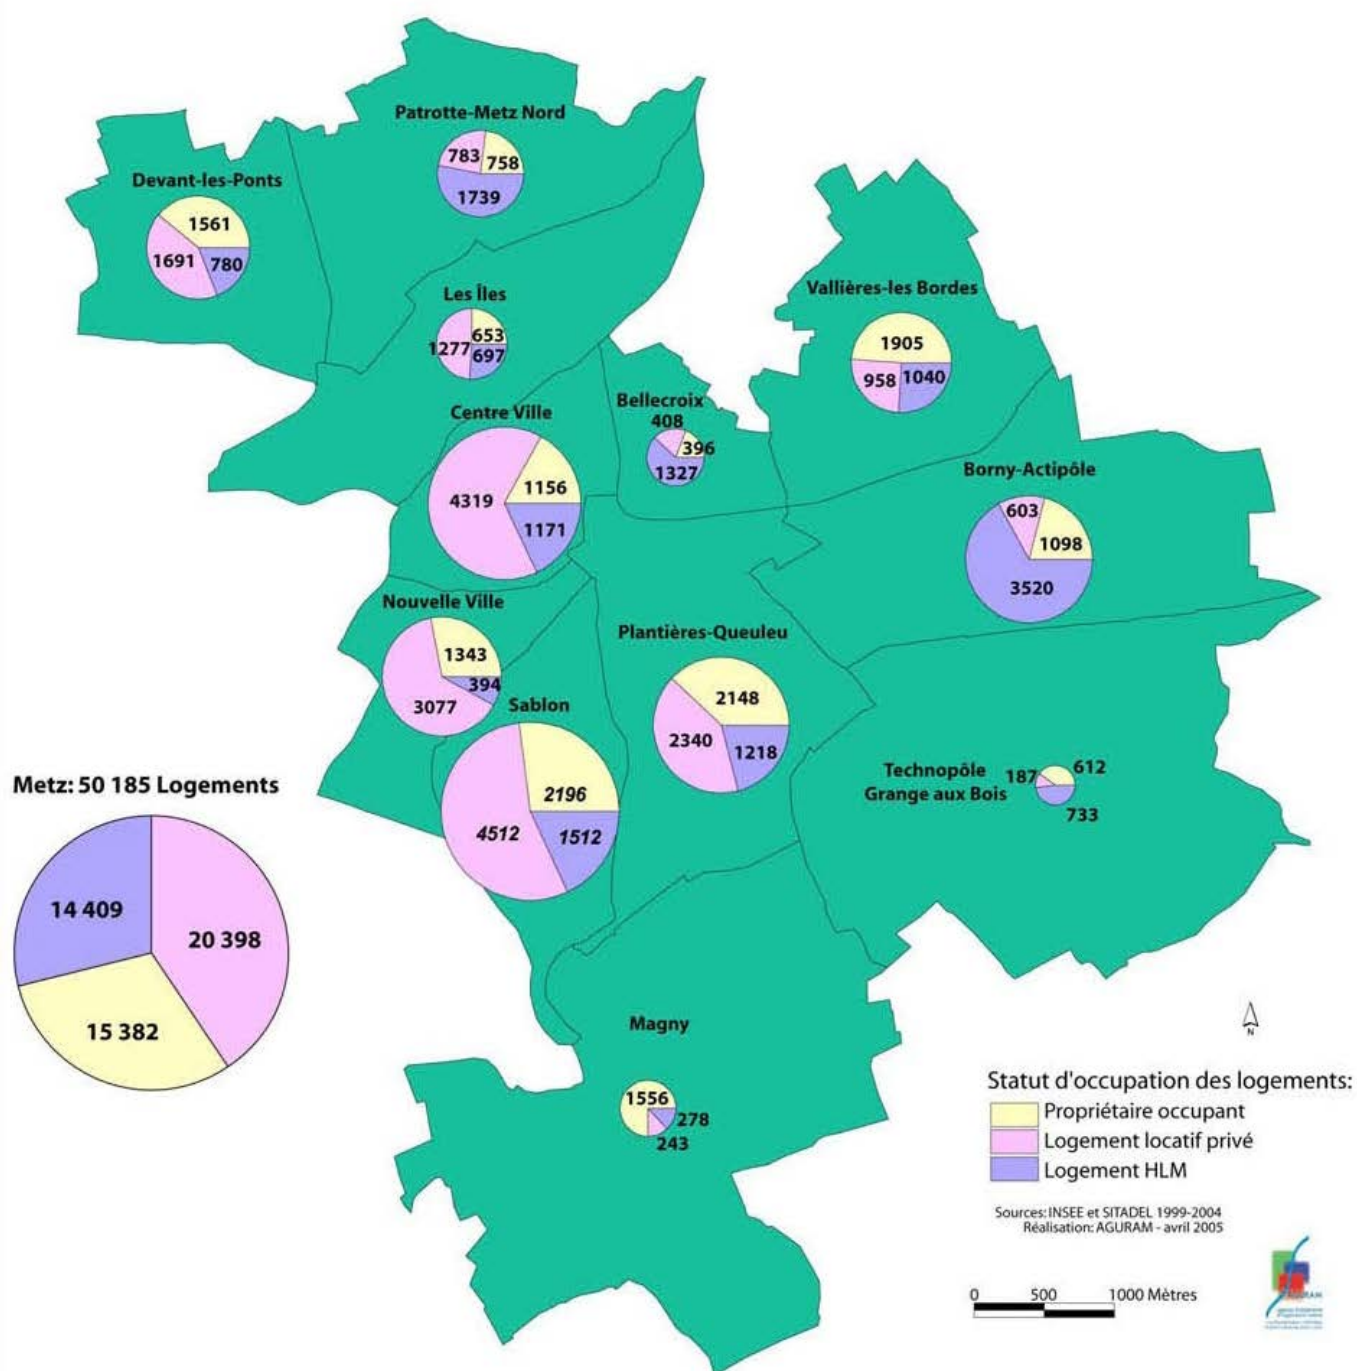 Patrotte-Metz Nord
783
758
1739
Devant-les-Ponts
1561
1691
780
Les Îles
653
1277
697
Vallières-les Bordes
1905
958
1040
Bellecroix
408
396
1327
Centre Ville
4319
1156
1171
Borny-Actipôle
603
1098
3520
Nouvelle Ville
1343
394
3077
Plantières-Queuleu
2148
2340
1218
Sablon
2196
4512
1512
Technopôle
Grange aux Bois
187
612
733
Metz: 50 185 Logements
14 409
20 398
15 382
Magny
1556
278
243
N
Statut d'occupation des logements:
Propriétaire occupant
Logement locatif privé
Logement HLM
Sources: INSEE et SITADEL 1999-2004
Réalisation: AGURAM - avril 2005
0 500 1000 Mètres
AGURAM